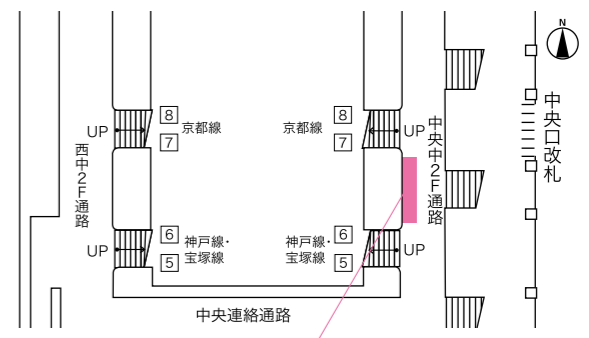 N
8
京都線
7
UP
西中2F通路
6
神戸線・
宝塚線
5
UP
8
京都線
7
UP
中央中2F通路
6
神戸線・
宝塚線
5
UP
中央口改札
中央連絡通路